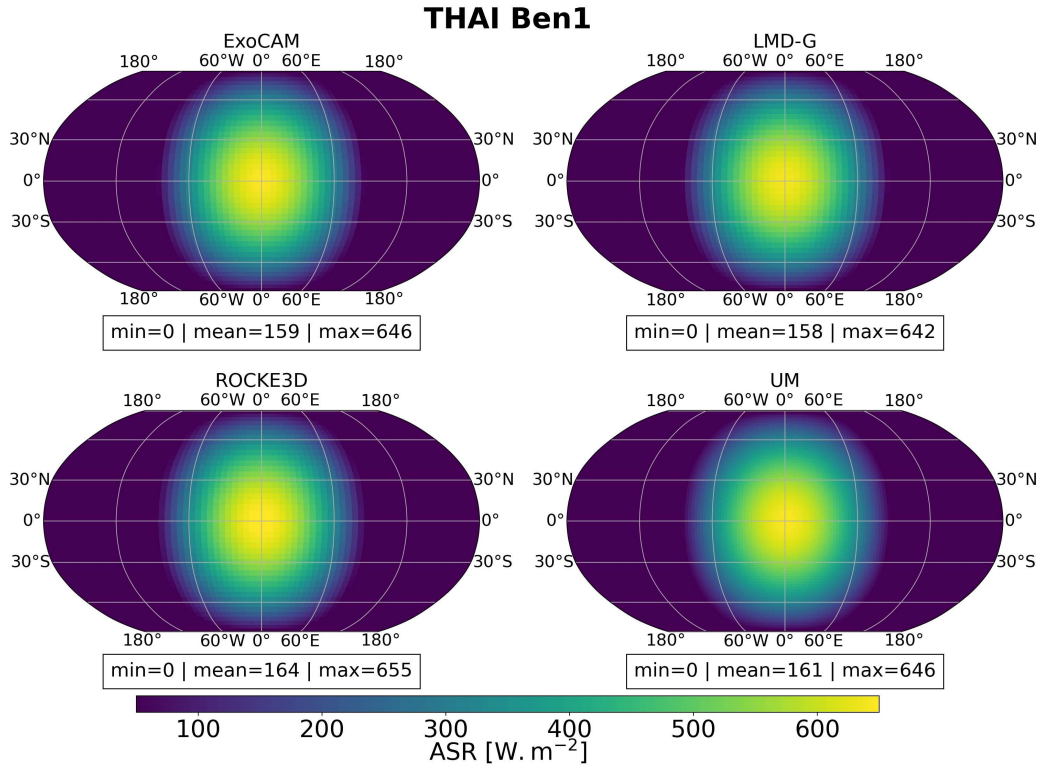 THAI Ben1
ExoCAM
180° 60°W 0° 60°E 180°
30°N 30°N
0° 0°
30°S 30°S
180° 60°W 0° 60°E 180°
min=0 | mean=159 | max=646
LMD-G
180° 60°W 0° 60°E 180°
30°N 30°N
0° 0°
30°S 30°S
180° 60°W 0° 60°E 180°
min=0 | mean=158 | max=642
ROCKE3D
180° 60°W 0° 60°E 180°
30°N 30°N
0° 0°
30°S 30°S
180° 60°W 0° 60°E 180°
min=0 | mean=164 | max=655
UM
180° 60°W 0° 60°E 180°
30°N 30°N
0° 0°
30°S 30°S
180° 60°W 0° 60°E 180°
min=0 | mean=161 | max=646
100 200 300 400 500 600
ASR [W. m⁻²]